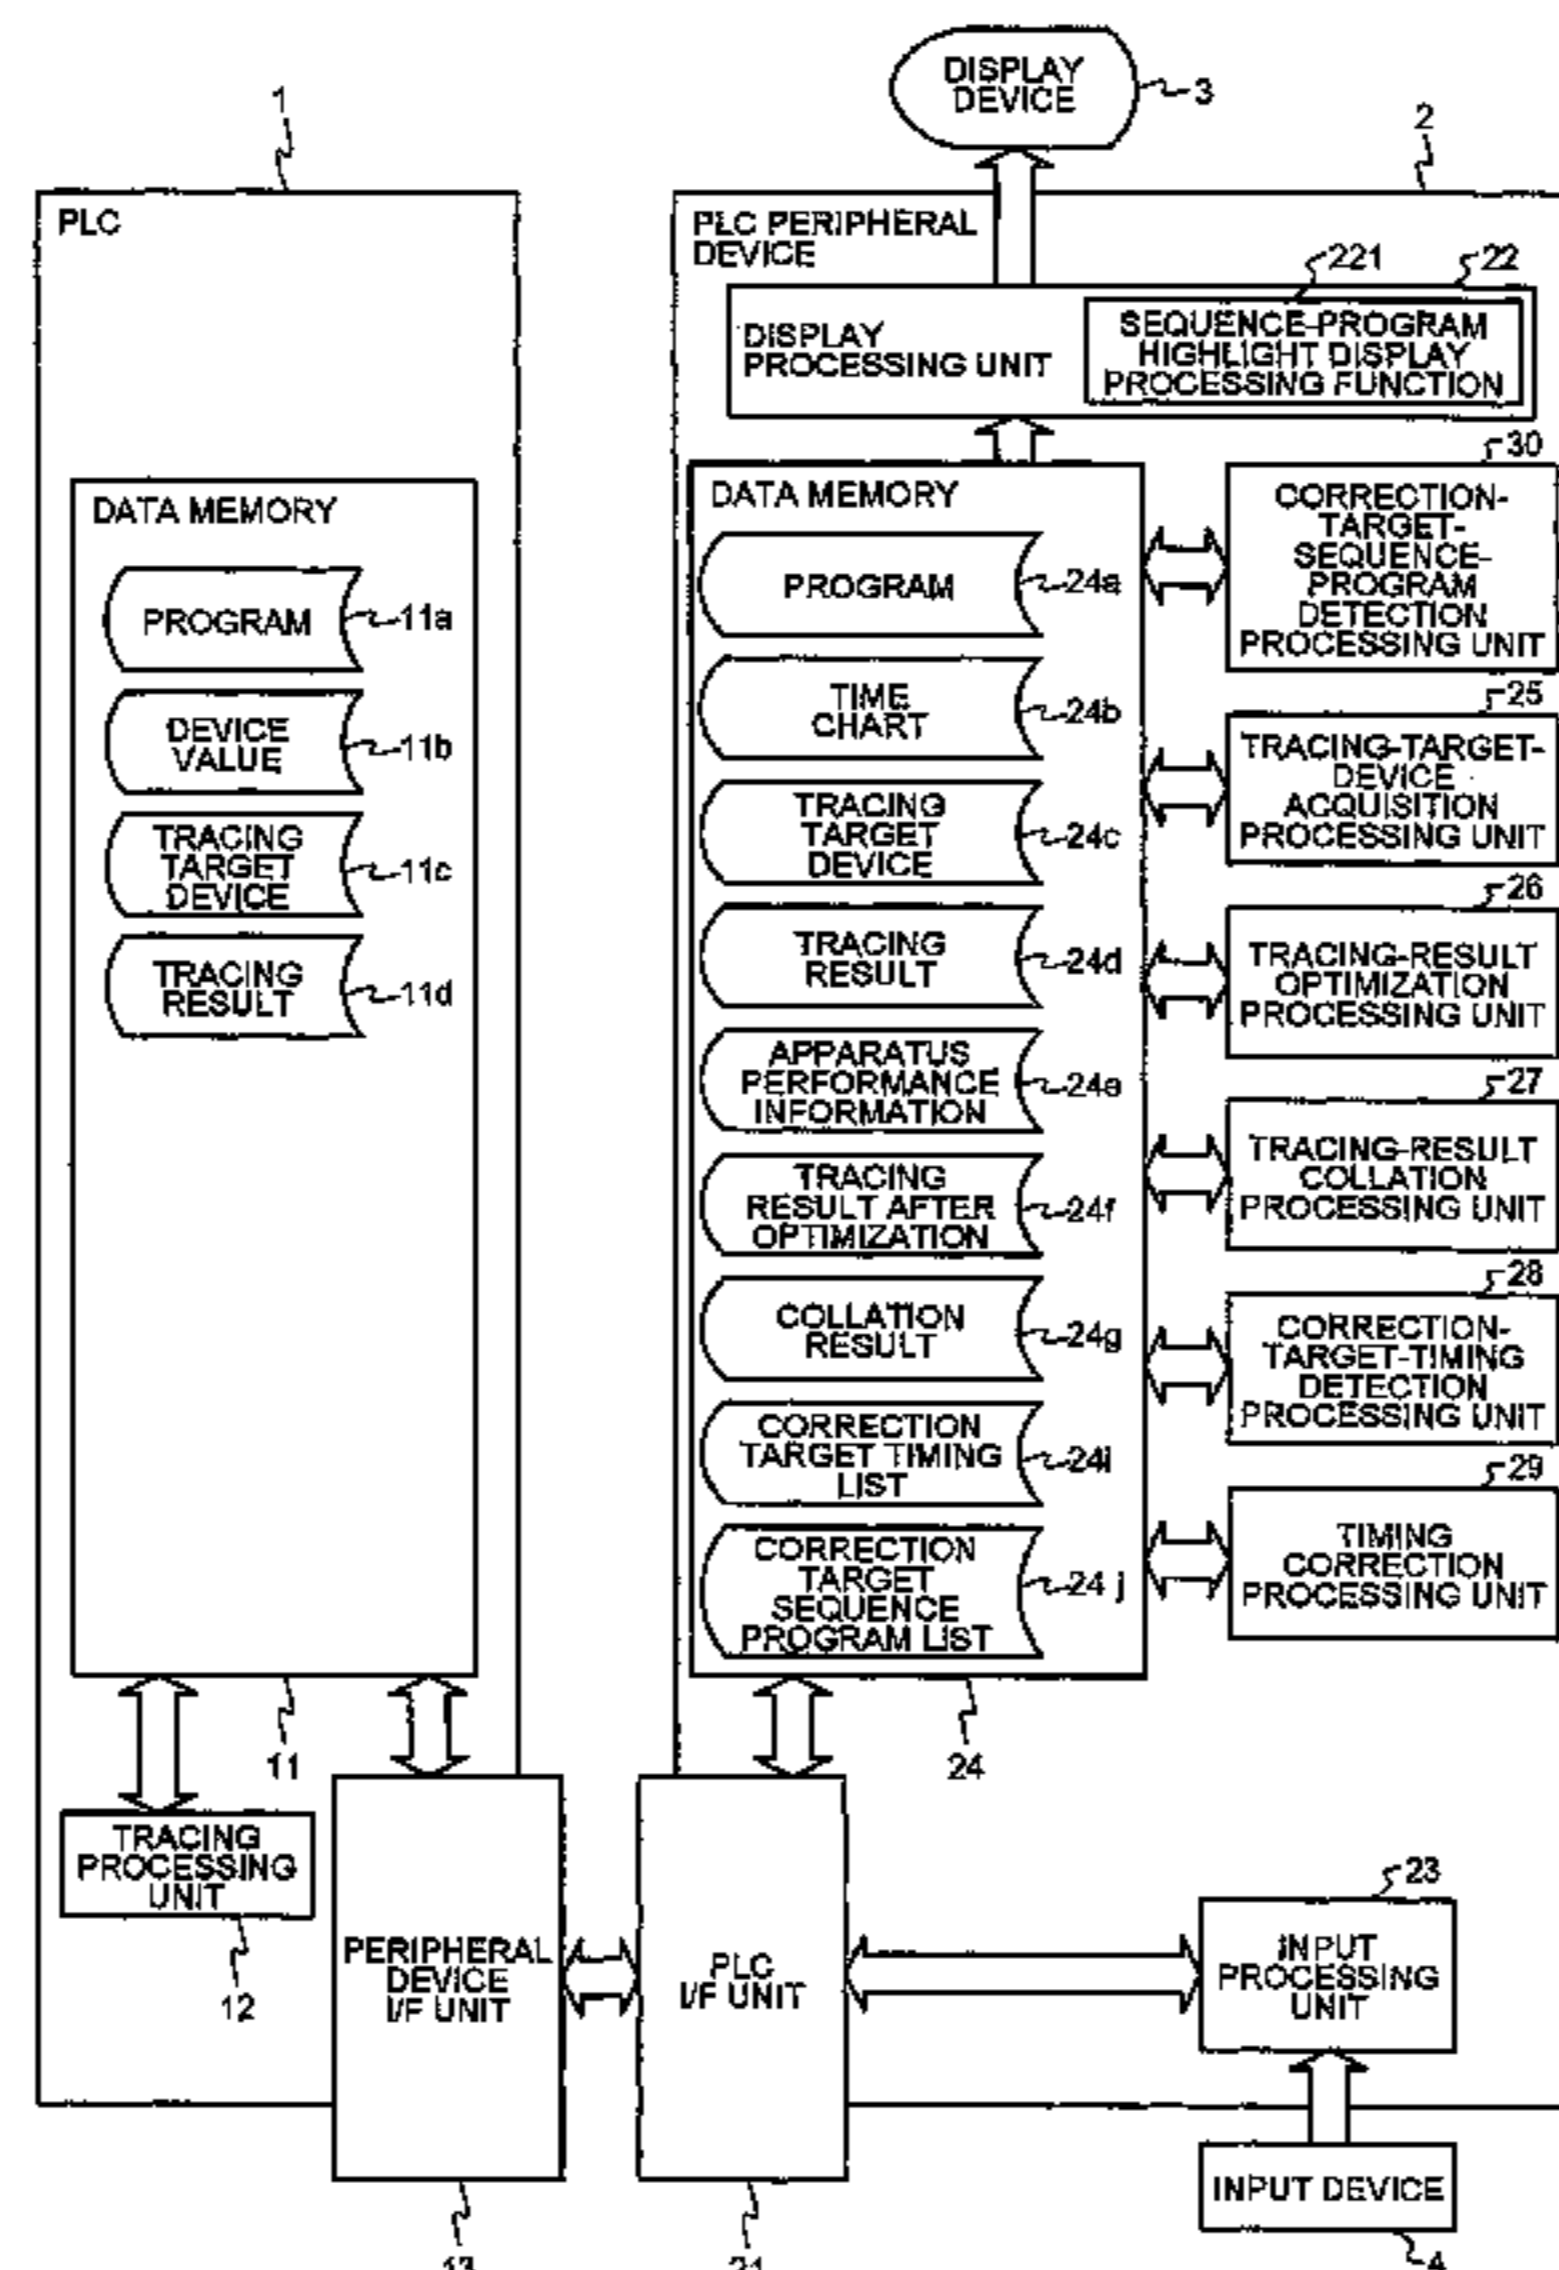 DISPLAY
DEVICE
3
1
2
PLC
PLC PERIPHERAL
DEVICE
221
22
DISPLAY
PROCESSING UNIT
SEQUENCE-PROGRAM
HIGHLIGHT DISPLAY
PROCESSING FUNCTION
DATA MEMORY
PROGRAM
11a
DEVICE
VALUE
11b
TRACING
TARGET
DEVICE
11c
TRACING
RESULT
11d
DATA MEMORY
PROGRAM
24a
TIME
CHART
24b
TRACING
TARGET
DEVICE
24c
TRACING
RESULT
24d
APPARATUS
PERFORMANCE
INFORMATION
24e
TRACING
RESULT AFTER
OPTIMIZATION
24f
COLLATION
RESULT
24g
CORRECTION
TARGET TIMING
LIST
24i
CORRECTION
TARGET
SEQUENCE
PROGRAM LIST
24 j
30
CORRECTION-
TARGET-
SEQUENCE-
PROGRAM
DETECTION
PROCESSING UNIT
25
TRACING-TARGET-
DEVICE
ACQUISITION
PROCESSING UNIT
26
TRACING-RESULT
OPTIMIZATION
PROCESSING UNIT
27
TRACING-RESULT
COLLATION
PROCESSING UNIT
28
CORRECTION-
TARGET-TIMING
DETECTION
PROCESSING UNIT
29
TIMING
CORRECTION
PROCESSING UNIT
11
24
TRACING
PROCESSING
UNIT
12
PERIPHERAL
DEVICE
I/F UNIT
PLC
I/F UNIT
23
INPUT
PROCESSING
UNIT
INPUT DEVICE
13
21
4